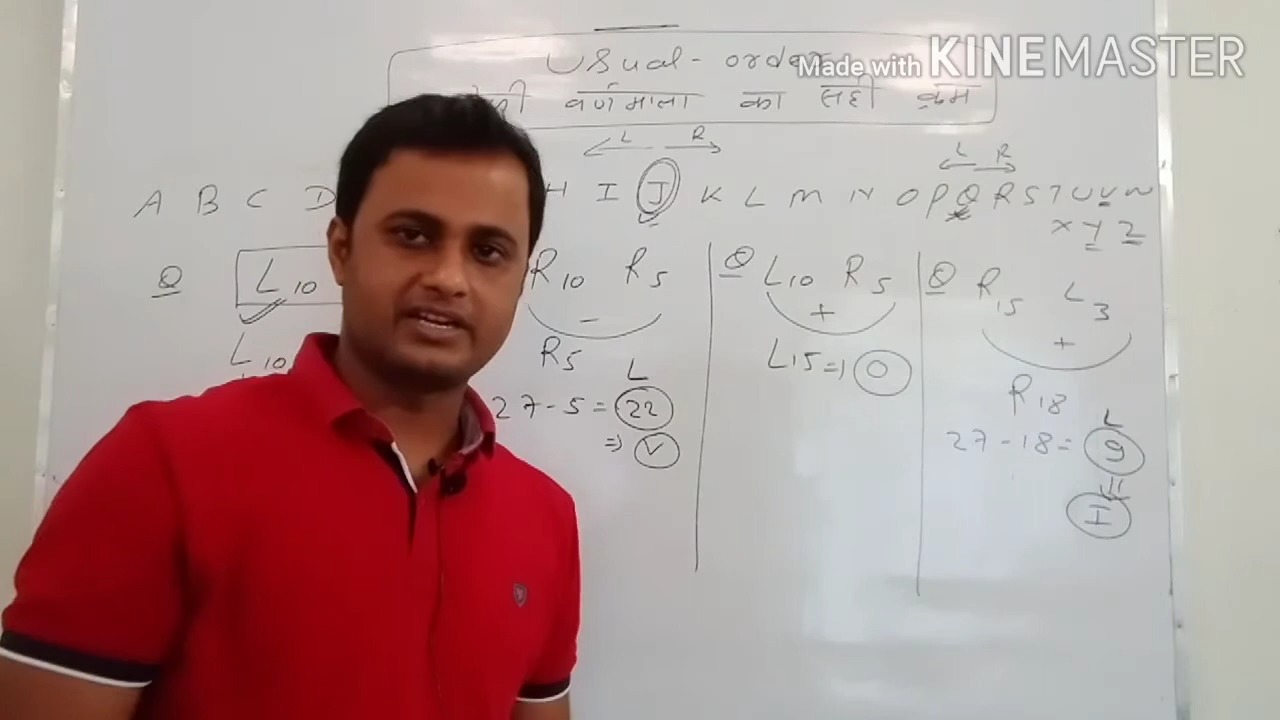 Usual - order
Made with KINEMASTER
वर्णमाला का सही क्रम
L R
L R
A B C D H I J K L M N O P Q R S T U V W
X Y Z
Q L10 R10 R5
-
L10
R5
L
27-5 = 22
⇒ V
Q L10 R5
+
L15 ⇒ O
Q R15 L3
+
R18
L
27-18 = 9
I